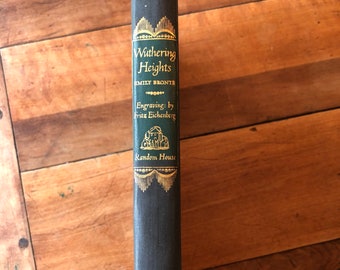 Wuthering
Heights
EMILY BRONTË
Engravings by
Fritz Eichenberg
Random House